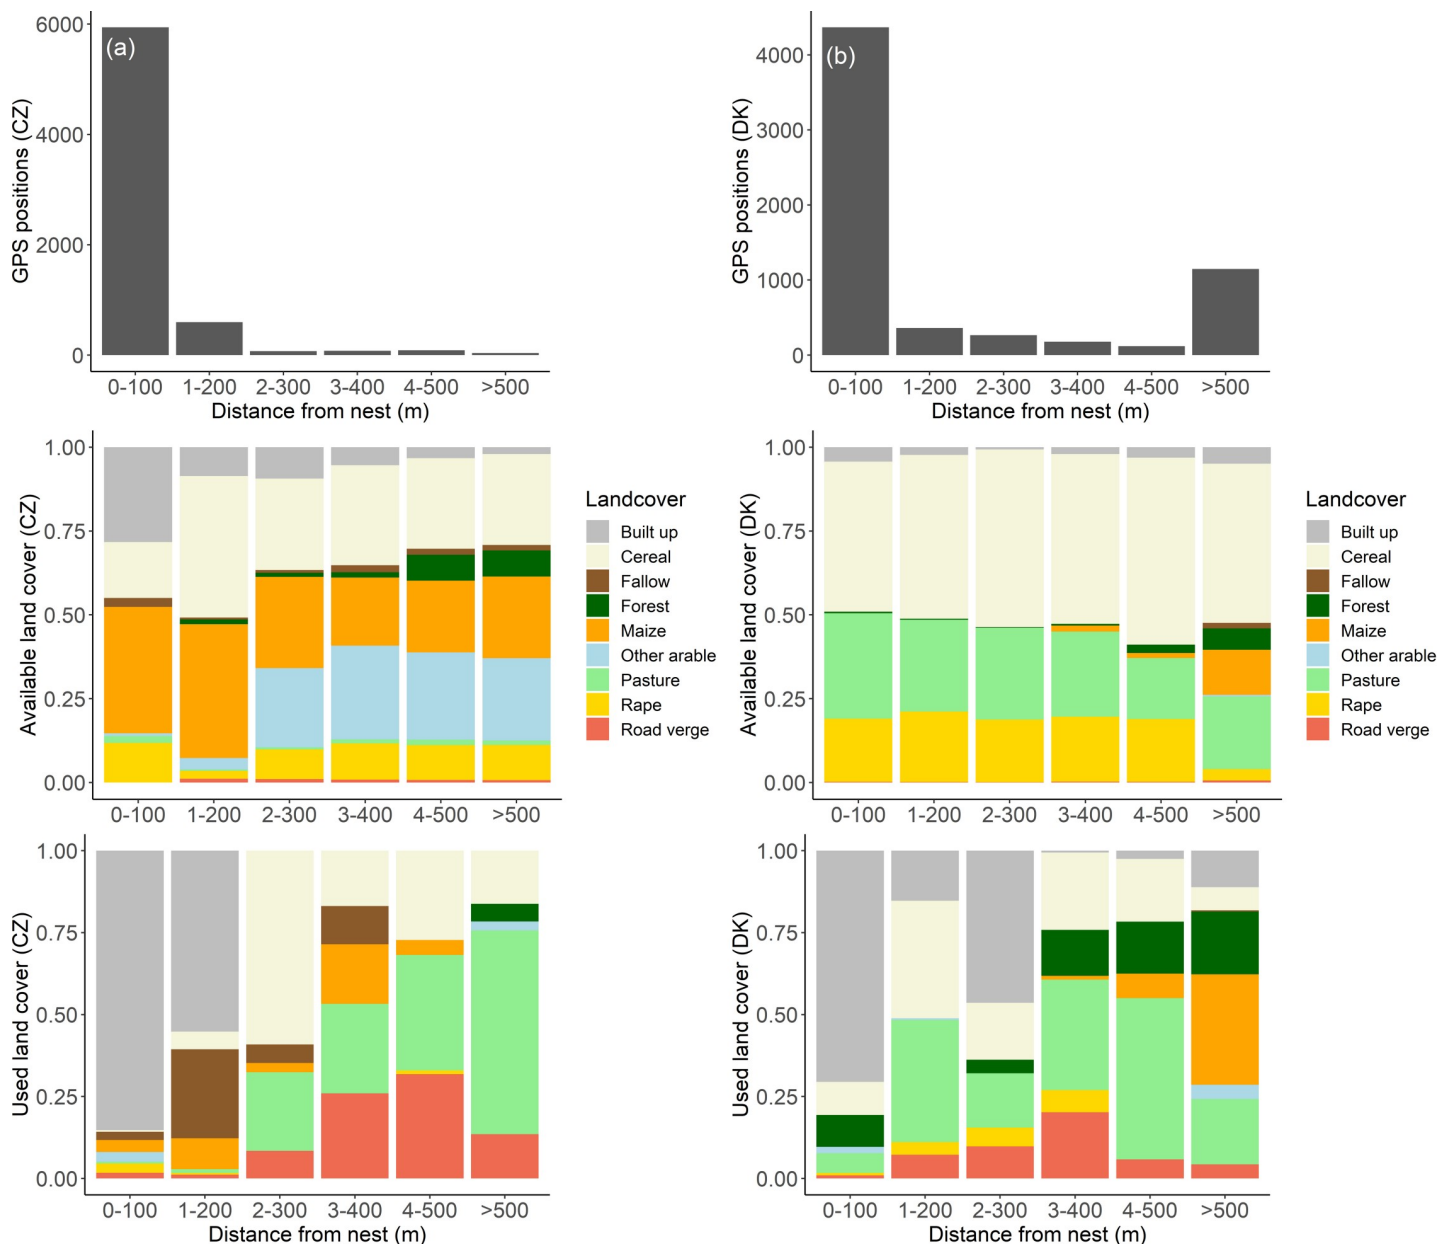 (a)
GPS positions (CZ)
6000
4000
2000
0
0-100 1-200 2-300 3-400 4-500 >500
Distance from nest (m)
(b)
GPS positions (DK)
4000
3000
2000
1000
0
0-100 1-200 2-300 3-400 4-500 >500
Distance from nest (m)
Available land cover (CZ)
1.00
0.75
0.50
0.25
0.00
0-100 1-200 2-300 3-400 4-500 >500
Landcover
Built up
Cereal
Fallow
Forest
Maize
Other arable
Pasture
Rape
Road verge
Available land cover (DK)
1.00
0.75
0.50
0.25
0.00
0-100 1-200 2-300 3-400 4-500 >500
Landcover
Built up
Cereal
Fallow
Forest
Maize
Other arable
Pasture
Rape
Road verge
Used land cover (CZ)
1.00
0.75
0.50
0.25
0.00
0-100 1-200 2-300 3-400 4-500 >500
Distance from nest (m)
Used land cover (DK)
1.00
0.75
0.50
0.25
0.00
0-100 1-200 2-300 3-400 4-500 >500
Distance from nest (m)